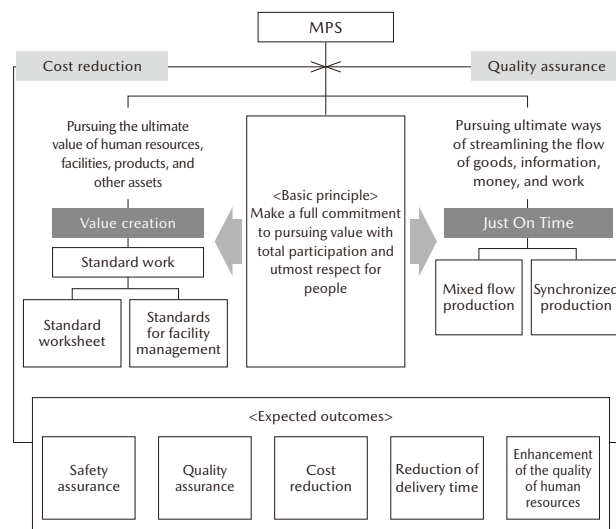 MPS
Cost reduction
Quality assurance
Pursuing the ultimate
value of human resources,
facilities, products, and
other assets
Value creation
Standard work
Standard
worksheet
Standards
for facility
management
<Basic principle>
Make a full commitment
to pursuing value with
total participation and
utmost respect for
people
Pursuing ultimate ways
of streamlining the flow
of goods, information,
money, and work
Just On Time
Mixed flow
production
Synchronized
production
<Expected outcomes>
Safety
assurance
Quality
assurance
Cost
reduction
Reduction of
delivery time
Enhancement
of the quality
of human
resources